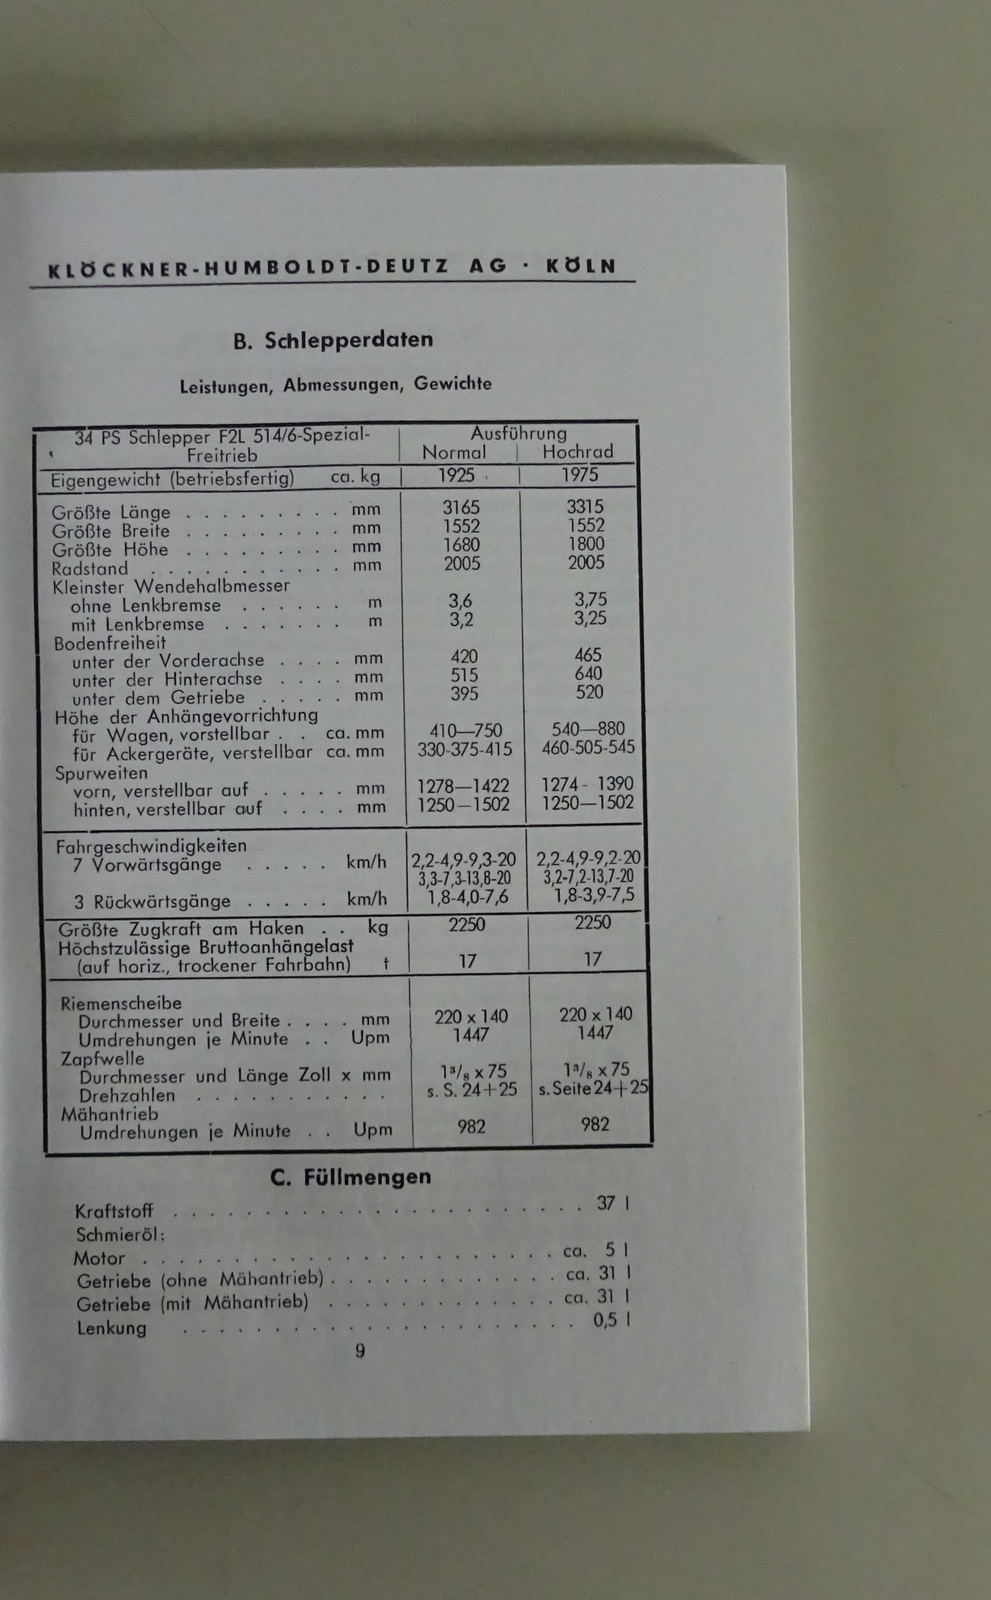 KLÖCKNER-HUMBOLDT-DEUTZ AG · KÖLN
B. Schlepperdaten
Leistungen, Abmessungen, Gewichte
34 PS Schlepper F2L 514/6-Spezial- Ausführung
Freitrieb Normal Hochrad
Eigengewicht (betriebsfertig) ca. kg 1925 1975
Größte Länge . . . . . . . . . mm 3165 3315
Größte Breite . . . . . . . . . mm 1552 1552
Größte Höhe . . . . . . . . . mm 1680 1800
Radstand . . . . . . . . . . . mm 2005 2005
Kleinster Wendehalbmesser
ohne Lenkbremse . . . . . . m 3,6 3,75
mit Lenkbremse . . . . . . . m 3,2 3,25
Bodenfreiheit
unter der Vorderachse . . . . mm 420 465
unter der Hinterachse . . . . mm 515 640
unter dem Getriebe . . . . . mm 395 520
Höhe der Anhängevorrichtung
für Wagen, vorstellbar . . ca. mm 410—750 540—880
für Ackergeräte, verstellbar ca. mm 330-375-415 460-505-545
Spurweiten
vorn, verstellbar auf . . . . . mm 1278—1422 1274 - 1390
hinten, verstellbar auf . . . . mm 1250—1502 1250—1502
Fahrgeschwindigkeiten
7 Vorwärtsgänge . . . . . km/h 2,2-4,9-9,3-20 2,2-4,9-9,2-20
3,3-7,3-13,8-20 3,2-7,2-13,7-20
3 Rückwärtsgänge . . . . . km/h 1,8-4,0-7,6 1,8-3,9-7,5
Größte Zugkraft am Haken . . kg 2250 2250
Höchstzulässige Bruttoanhängelast
(auf horiz., trockener Fahrbahn) t 17 17
Riemenscheibe
Durchmesser und Breite . . . . mm 220 x 140 220 x 140
Umdrehungen je Minute . . Upm 1447 1447
Zapfwelle
Durchmesser und Länge Zoll x mm 1³/₈ x 75 1³/₈ x 75
Drehzahlen . . . . . . . . . . . s. S. 24+25 s. Seite 24+25
Mähantrieb
Umdrehungen je Minute . . Upm 982 982
C. Füllmengen
Kraftstoff . . . . . . . . . . . . . . . . . . . . . . . 37 l
Schmieröl:
Motor . . . . . . . . . . . . . . . . . . . . . . . ca. 5 l
Getriebe (ohne Mähantrieb) . . . . . . . . . . . . . ca. 31 l
Getriebe (mit Mähantrieb) . . . . . . . . . . . . . ca. 31 l
Lenkung . . . . . . . . . . . . . . . . . . . . . . 0,5 l
9